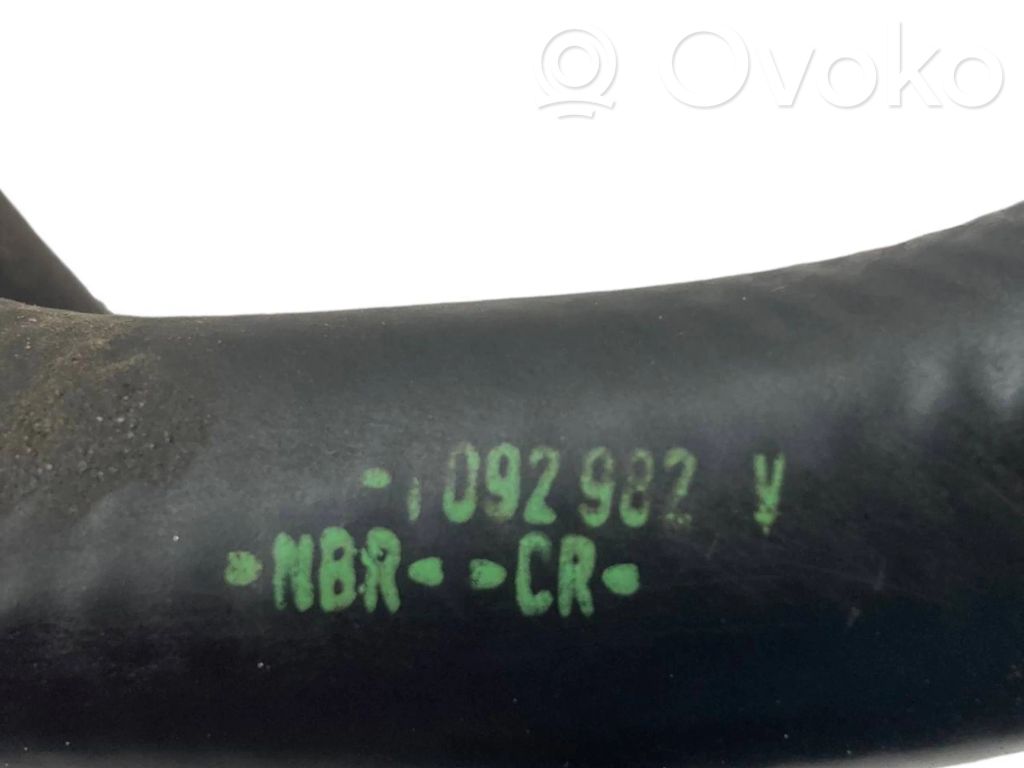 Ovoko
1092982 V
>NBR< >CR<